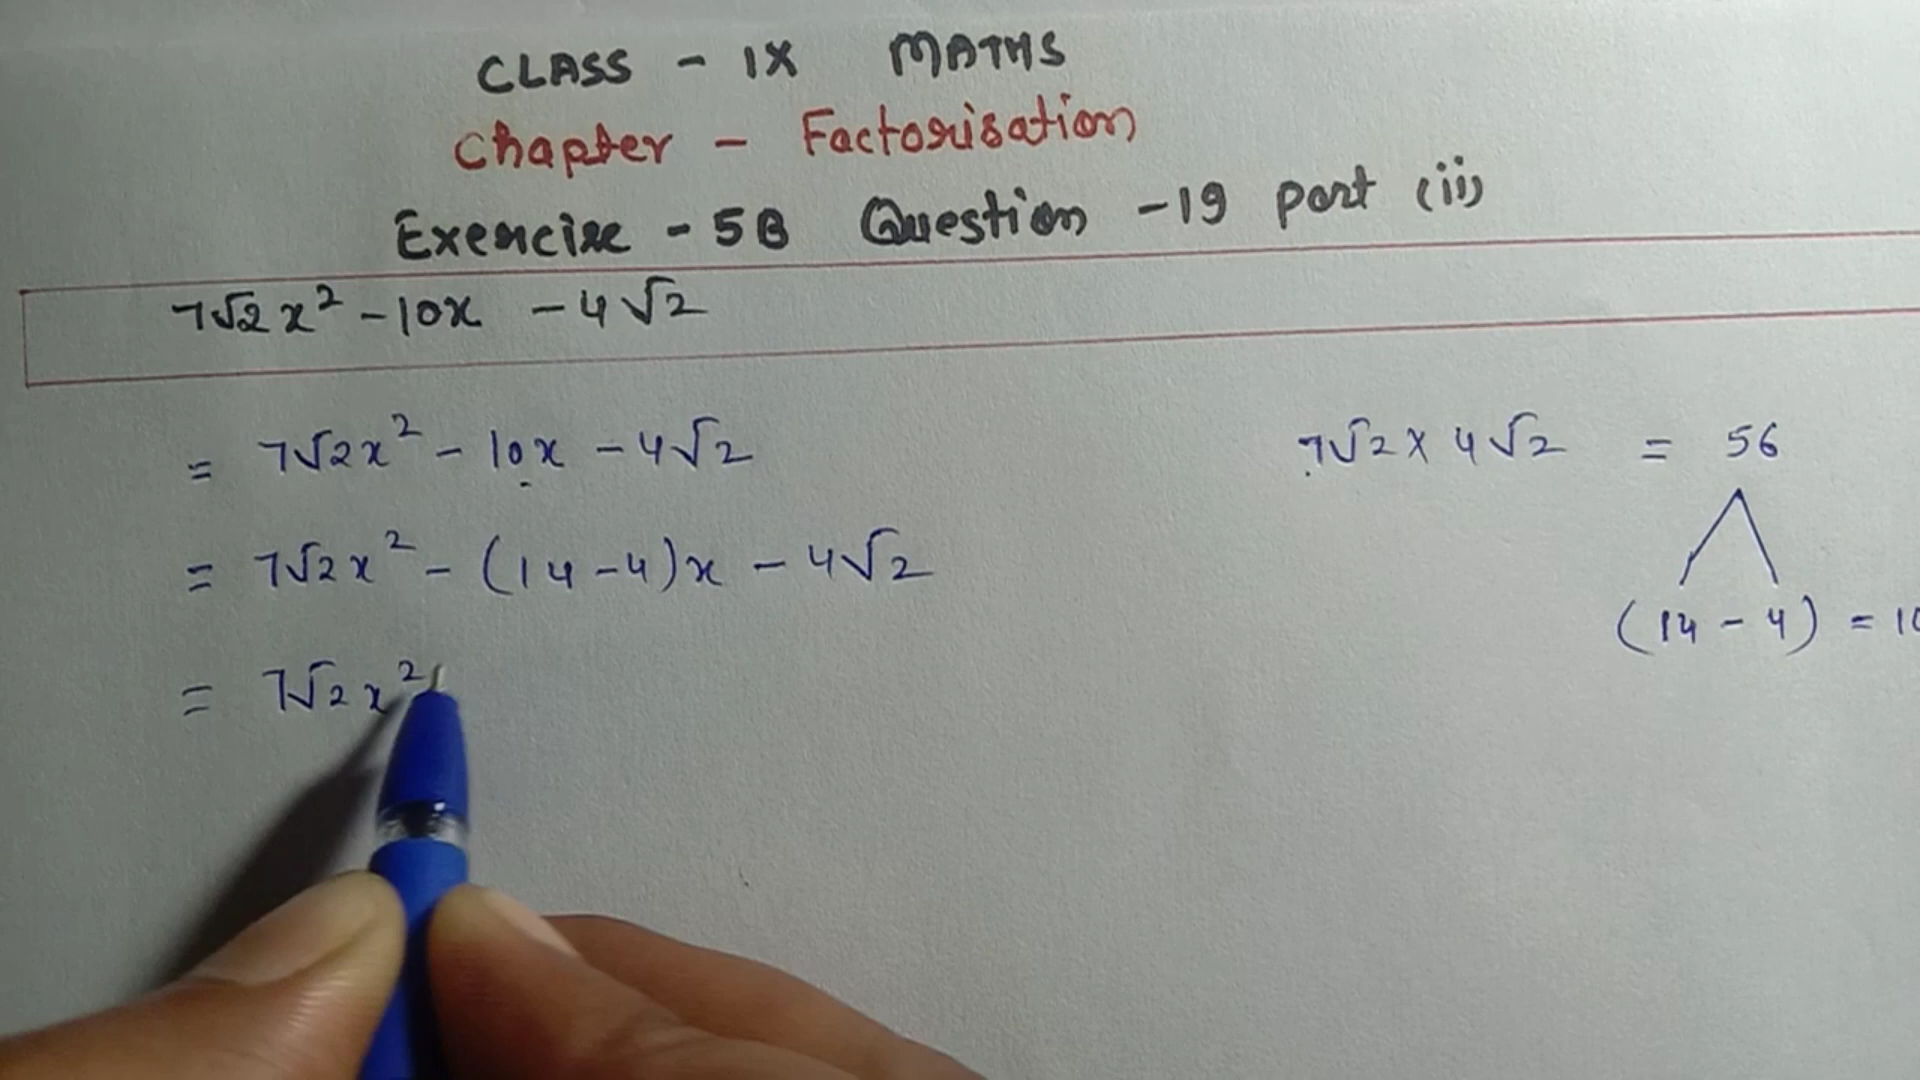 CLASS - IX MATHS
Chapter - Factorisation
Exercise - 5B Question - 19 part (ii)
7√2x² - 10x - 4√2
= 7√2x² - 10x - 4√2
7√2 × 4√2 = 56
= 7√2x² - (14 - 4)x - 4√2
(14 - 4) = 10
= 7√2x²